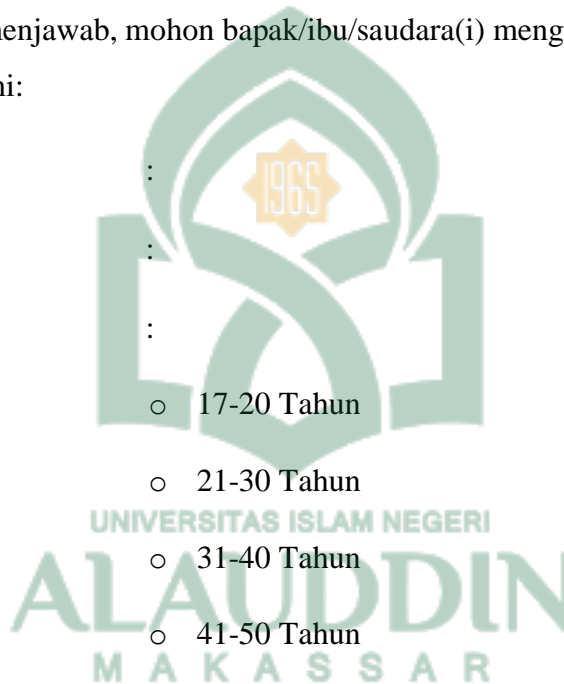 menjawab, mohon bapak/ibu/saudara(i) meng
ni:
:
1965
:
:
○ 17-20 Tahun
○ 21-30 Tahun
UNIVERSITAS ISLAM NEGERI
○ 31-40 Tahun
ALAUDDIN
○ 41-50 Tahun
MAKASSAR